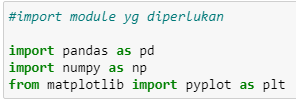 #import module yg diperlukan
import pandas as pd
import numpy as np
from matplotlib import pyplot as plt